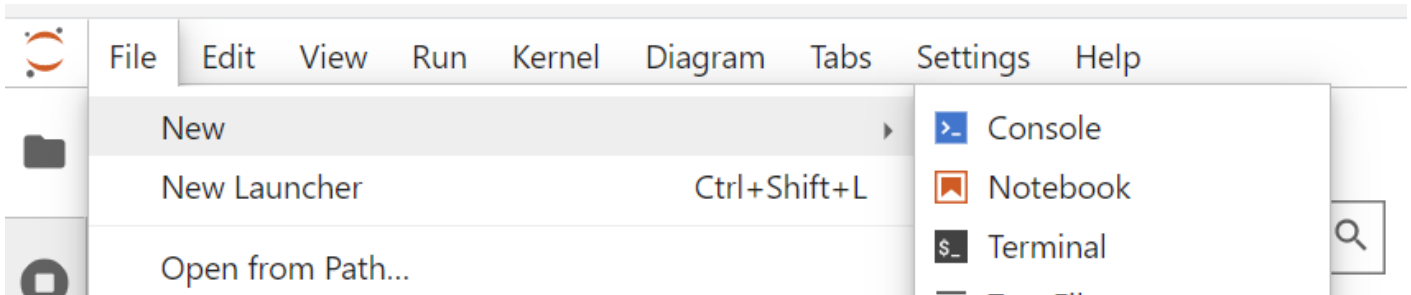 File Edit View Run Kernel Diagram Tabs Settings Help
New
New Launcher Ctrl+Shift+L
Open from Path...
Console
Notebook
$_ Terminal